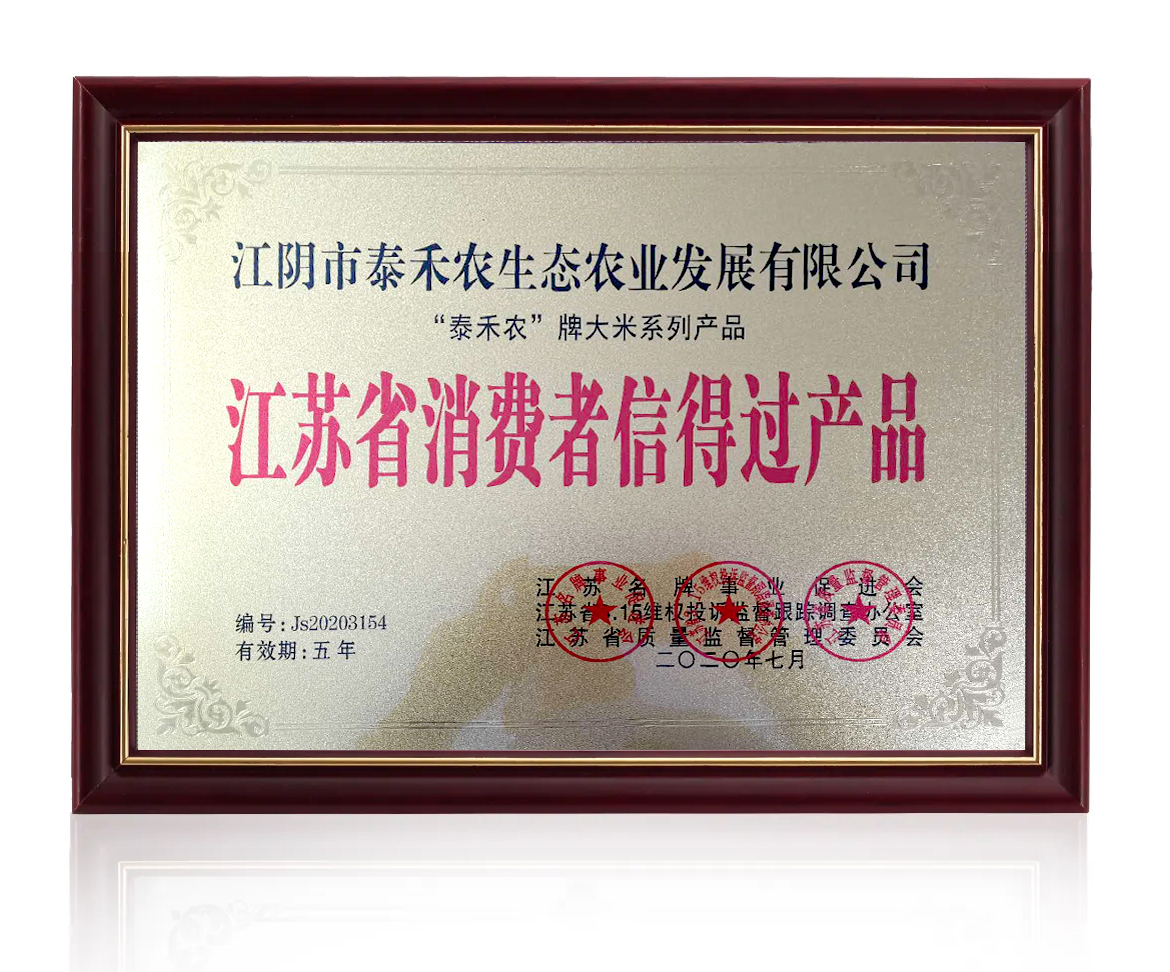 江阴市泰禾农生态农业发展有限公司
“泰禾农”牌大米系列产品
江苏省消费者信得过产品
编号:Js20203154
有效期:五年
江苏名牌事业促进会
江苏省3.15维权投诉监督跟踪调查办公室
江苏省质量监督管理委员会
二〇二〇年七月